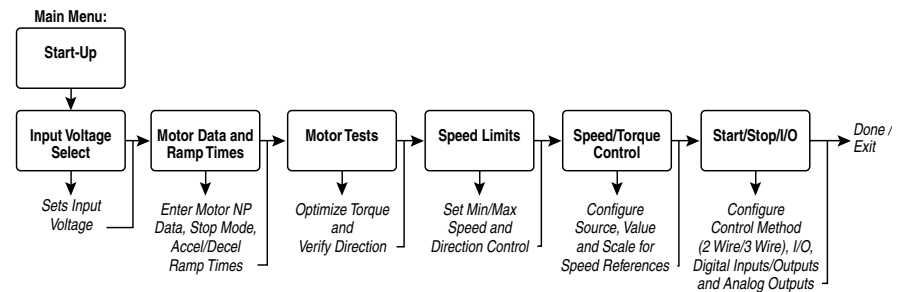 Main Menu:
Start-Up
Input Voltage
Select
Motor Data and
Ramp Times
Motor Tests
Speed Limits
Speed/Torque
Control
Start/Stop/I/O
Done /
Exit
Sets Input
Voltage
Enter Motor NP
Data, Stop Mode,
Accel/Decel
Ramp Times
Optimize Torque
and
Verify Direction
Set Min/Max
Speed and
Direction Control
Configure
Source, Value
and Scale for
Speed References
Configure
Control Method
(2 Wire/3 Wire), I/O,
Digital Inputs/Outputs
and Analog Outputs